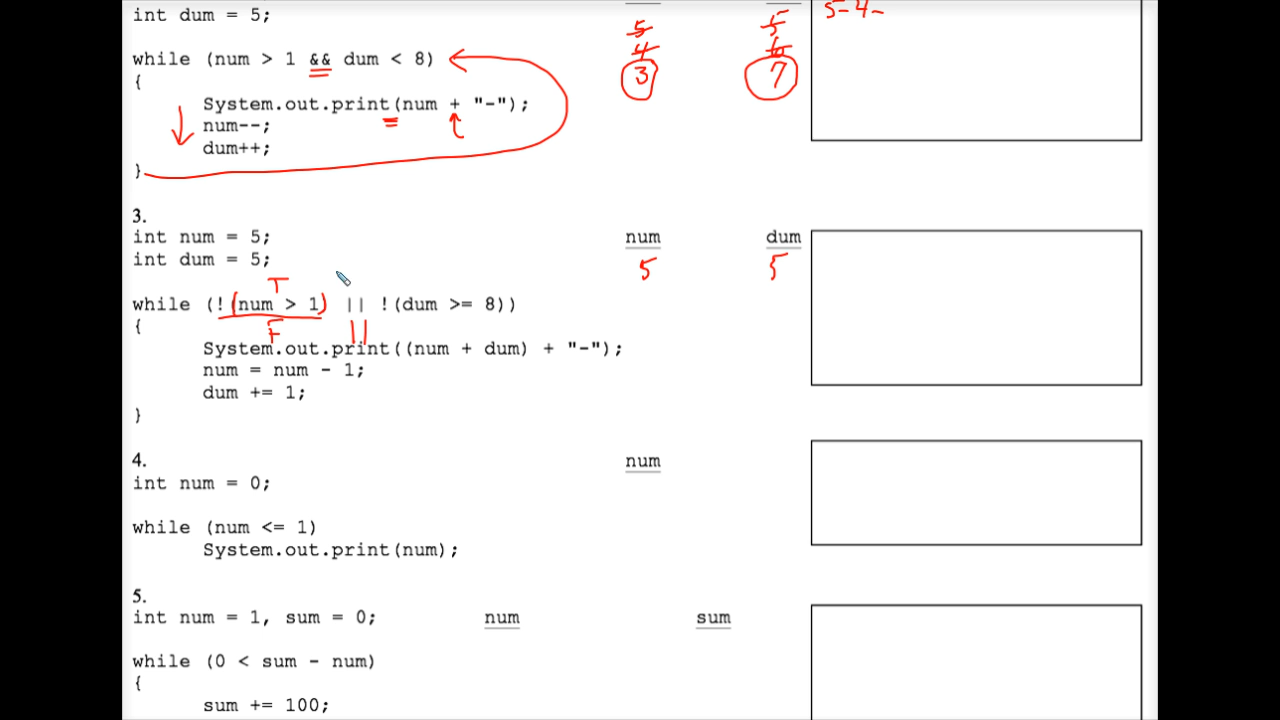 int dum = 5;
5 5 5-4-
while (num > 1 && dum < 8)
4 6
3 7
{
System.out.print(num + "-");
num--;
dum++;
}
3.
int num = 5; num dum
int dum = 5; 5 5
T
while (!(num > 1) || !(dum >= 8))
{ F ||
System.out.print((num + dum) + "-");
num = num - 1;
dum += 1;
}
4. num
int num = 0;
while (num <= 1)
System.out.print(num);
5.
int num = 1, sum = 0; num sum
while (0 < sum - num)
{
sum += 100;